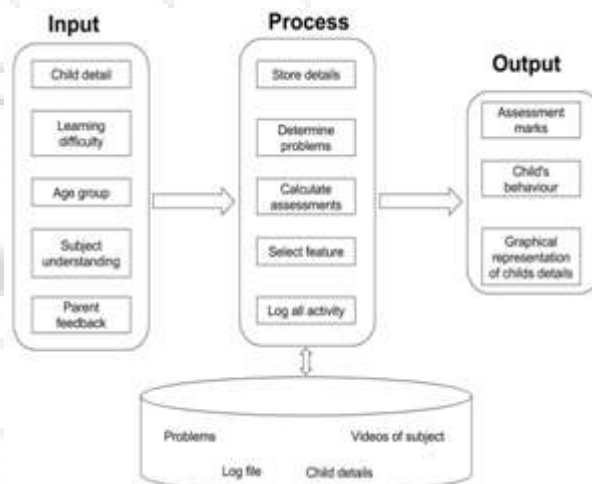 Input
Child detail
Learning
difficulty
Age group
Subject
understanding
Parent
feedback
Process
Store details
Determine
problems
Calculate
assessments
Select feature
Log all activity
Output
Assessment
marks
Child's
behaviour
Graphical
representation
of childs details
Problems
Videos of subject
Log file
Child details